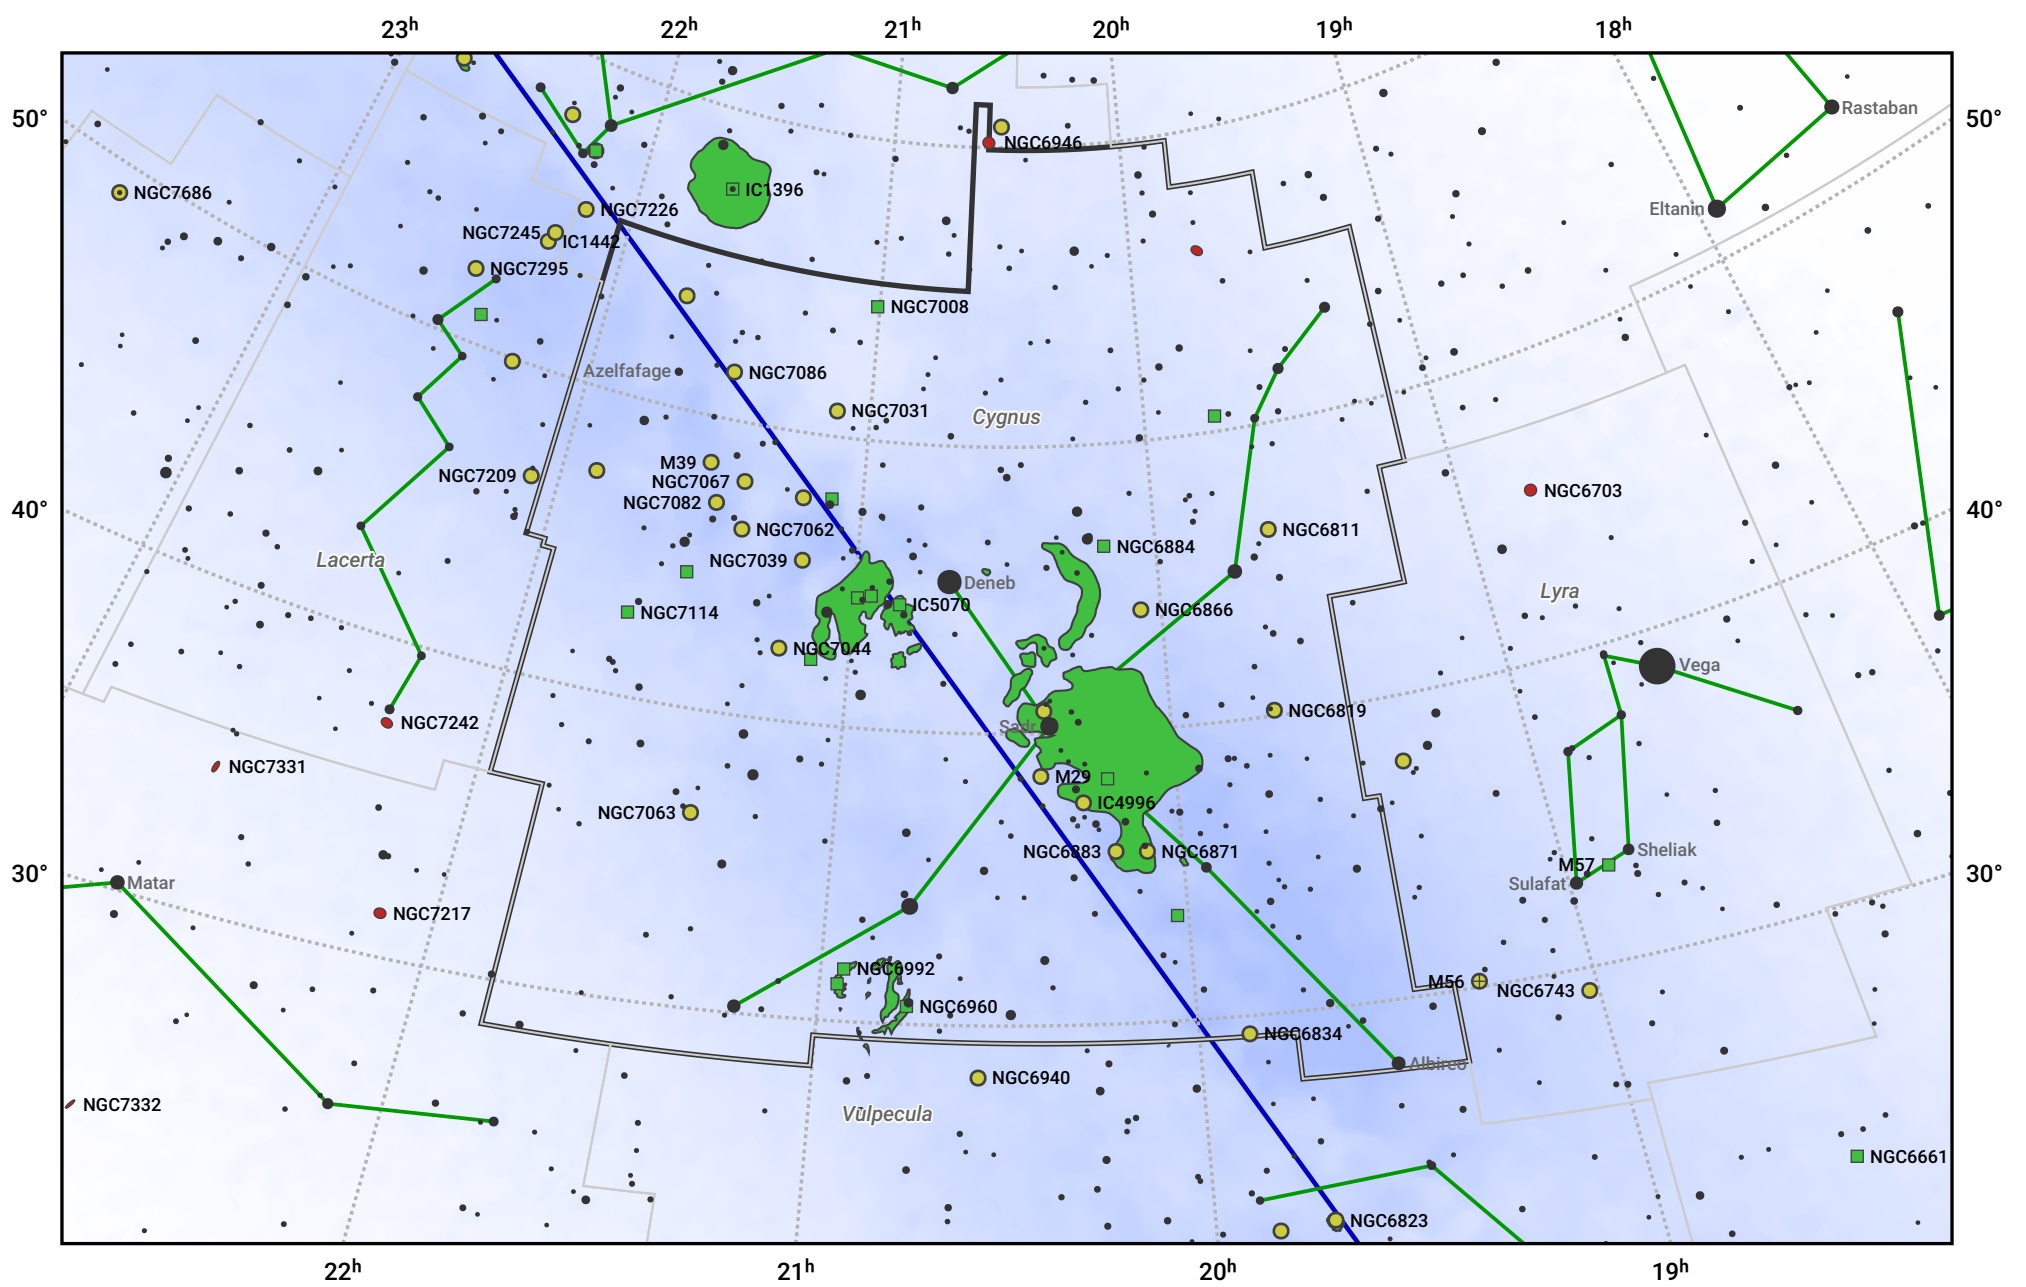 23h 22h 21h 20h 19h 18h
50° 50°
Rastaban
NGC6946
NGC7686 IC1396
NGC7226 Eltanin
NGC7245 IC1442
NGC7295
NGC7008
Azelfafage NGC7086
NGC7031 Cygnus
M39
NGC7209 NGC7067
NGC7082 NGC6703
40° 40°
NGC7062 NGC6811
NGC6884
Lacerta NGC7039
Deneb Lyra
NGC7114 IC5070 NGC6866
NGC7044
Vega
NGC7242 Sadr NGC6819
NGC7331 M29
IC4996
NGC7063
NGC6883 NGC6871 Sheliak
M57
30° 30°
Matar Sulafat
NGC7217
NGC6992
M56 NGC6743
NGC6960
NGC6834
Albireo
NGC6940
NGC7332
Vulpecula
NGC6661
NGC6823
22h 21h 20h 19h